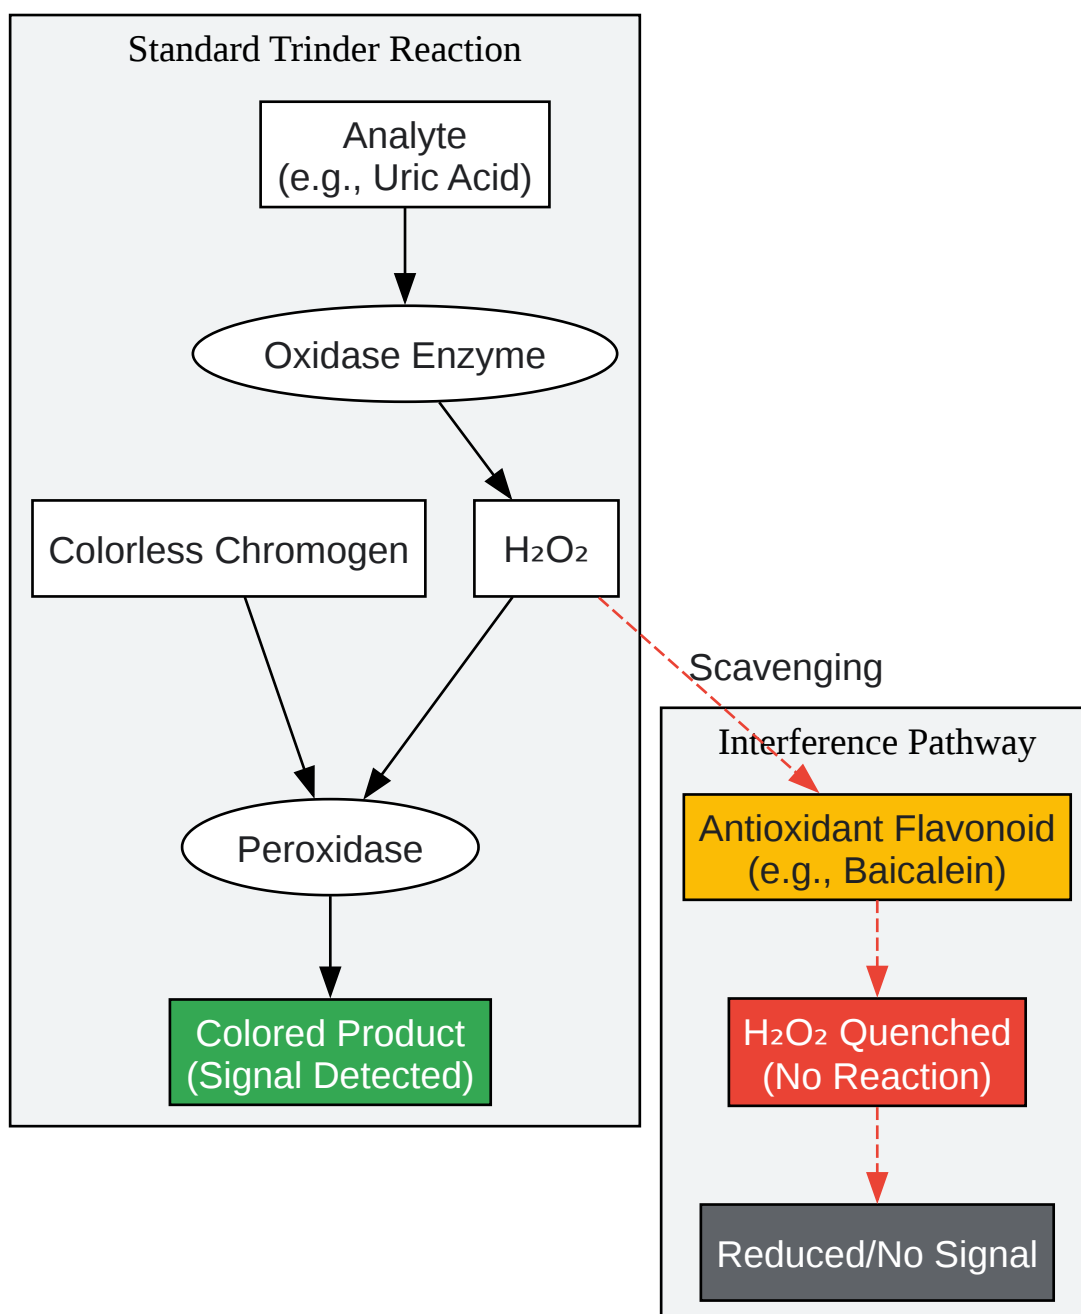 Standard Trinder Reaction
Analyte
(e.g., Uric Acid)
Oxidase Enzyme
Colorless Chromogen
H₂O₂
Scavenging
Interference Pathway
Antioxidant Flavonoid
(e.g., Baicalein)
Peroxidase
H₂O₂ Quenched
(No Reaction)
Colored Product
(Signal Detected)
Reduced/No Signal